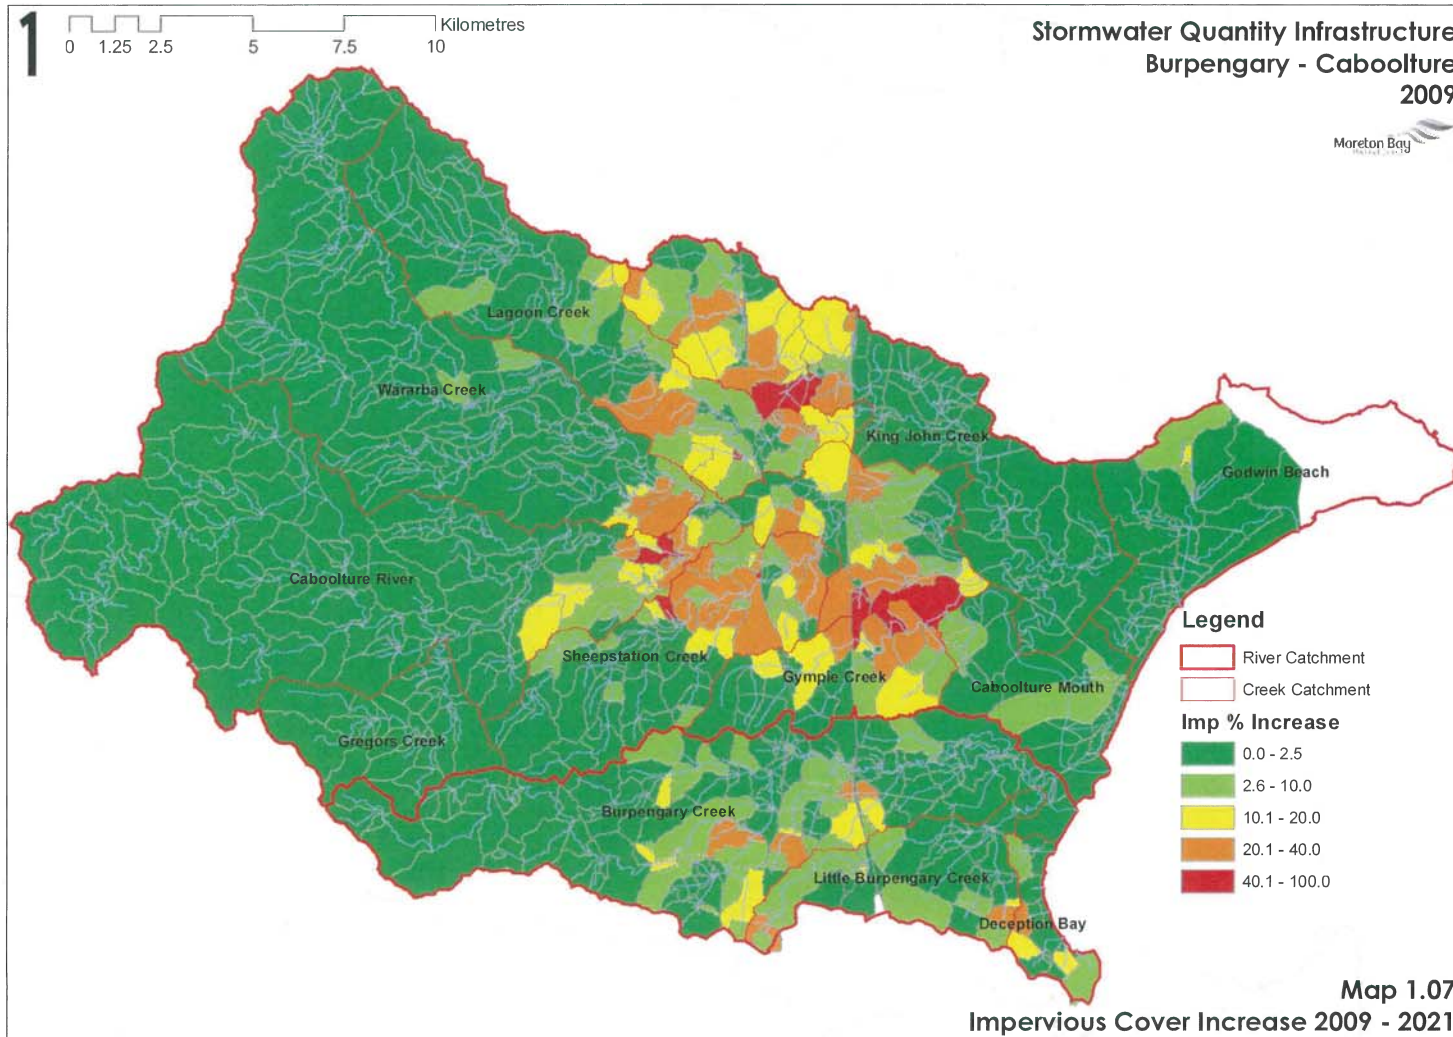 1
Kilometres
0 1.25 2.5 5 7.5 10
Stormwater Quantity Infrastructure
Burpengary - Caboolture
2009
Moreton Bay
Lagoon Creek
Wararba Creek
King John Creek
Godwin Beach
Caboolture River
Sheepstation Creek
Gympie Creek
Caboolture Mouth
Gregors Creek
Burpengary Creek
Little Burpengary Creek
Deception Bay
Legend
River Catchment
Creek Catchment
Imp % Increase
0.0 - 2.5
2.6 - 10.0
10.1 - 20.0
20.1 - 40.0
40.1 - 100.0
Map 1.07
Impervious Cover Increase 2009 - 2021